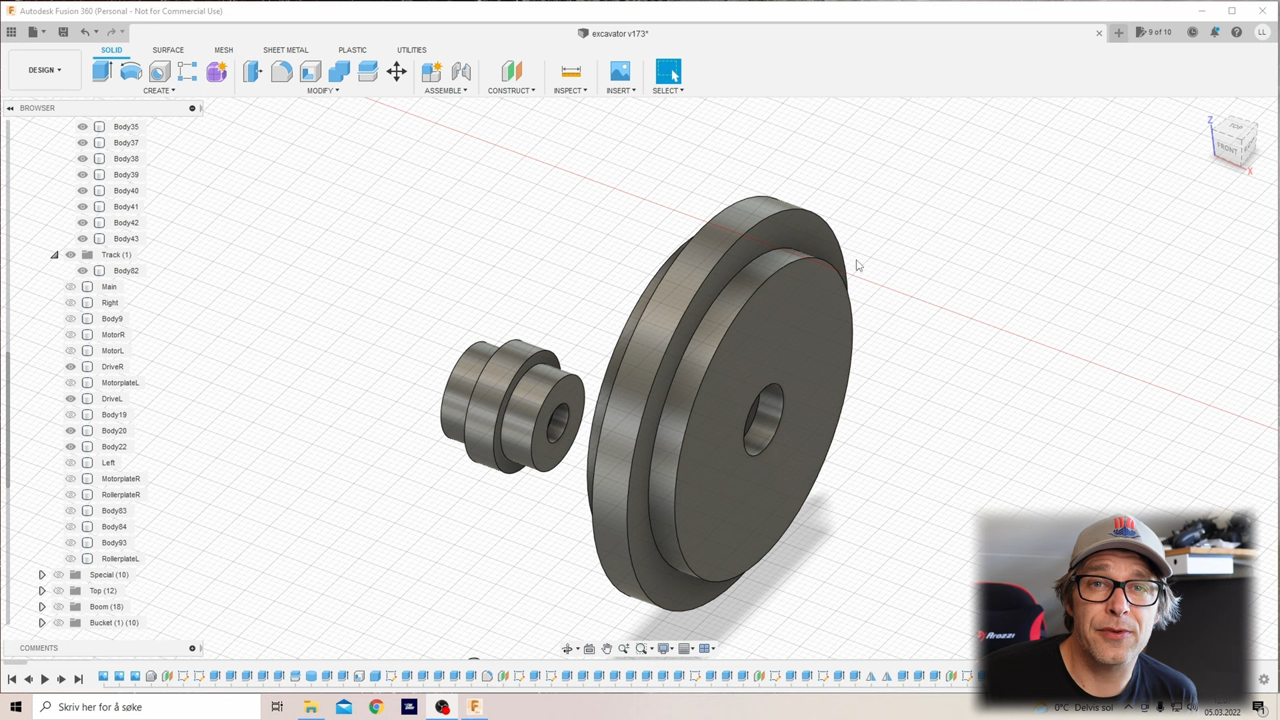 Autodesk Fusion 360 (Personal - Not for Commercial Use)
excavator v173*
9 of 10
LL
SOLID
SURFACE
MESH
SHEET METAL
PLASTIC
UTILITIES
DESIGN
CREATE
MODIFY
ASSEMBLE
CONSTRUCT
INSPECT
INSERT
SELECT
BROWSER
Body35
Body37
Body38
Body39
Body40
Body41
Body42
Body43
Track (1)
Body82
Main
Right
Body9
MotorR
MotorL
DriveR
MotorplateL
DriveL
Body19
Body20
Body22
Left
MotorplateR
RollerplateR
Body83
Body84
Body93
RollerplateL
Special (10)
Top (12)
Boom (18)
Bucket (1) (10)
COMMENTS
Z
TOP
FRONT
X
Arozzi
Skriv her for å søke
0°C Delvis sol
05.03.2022